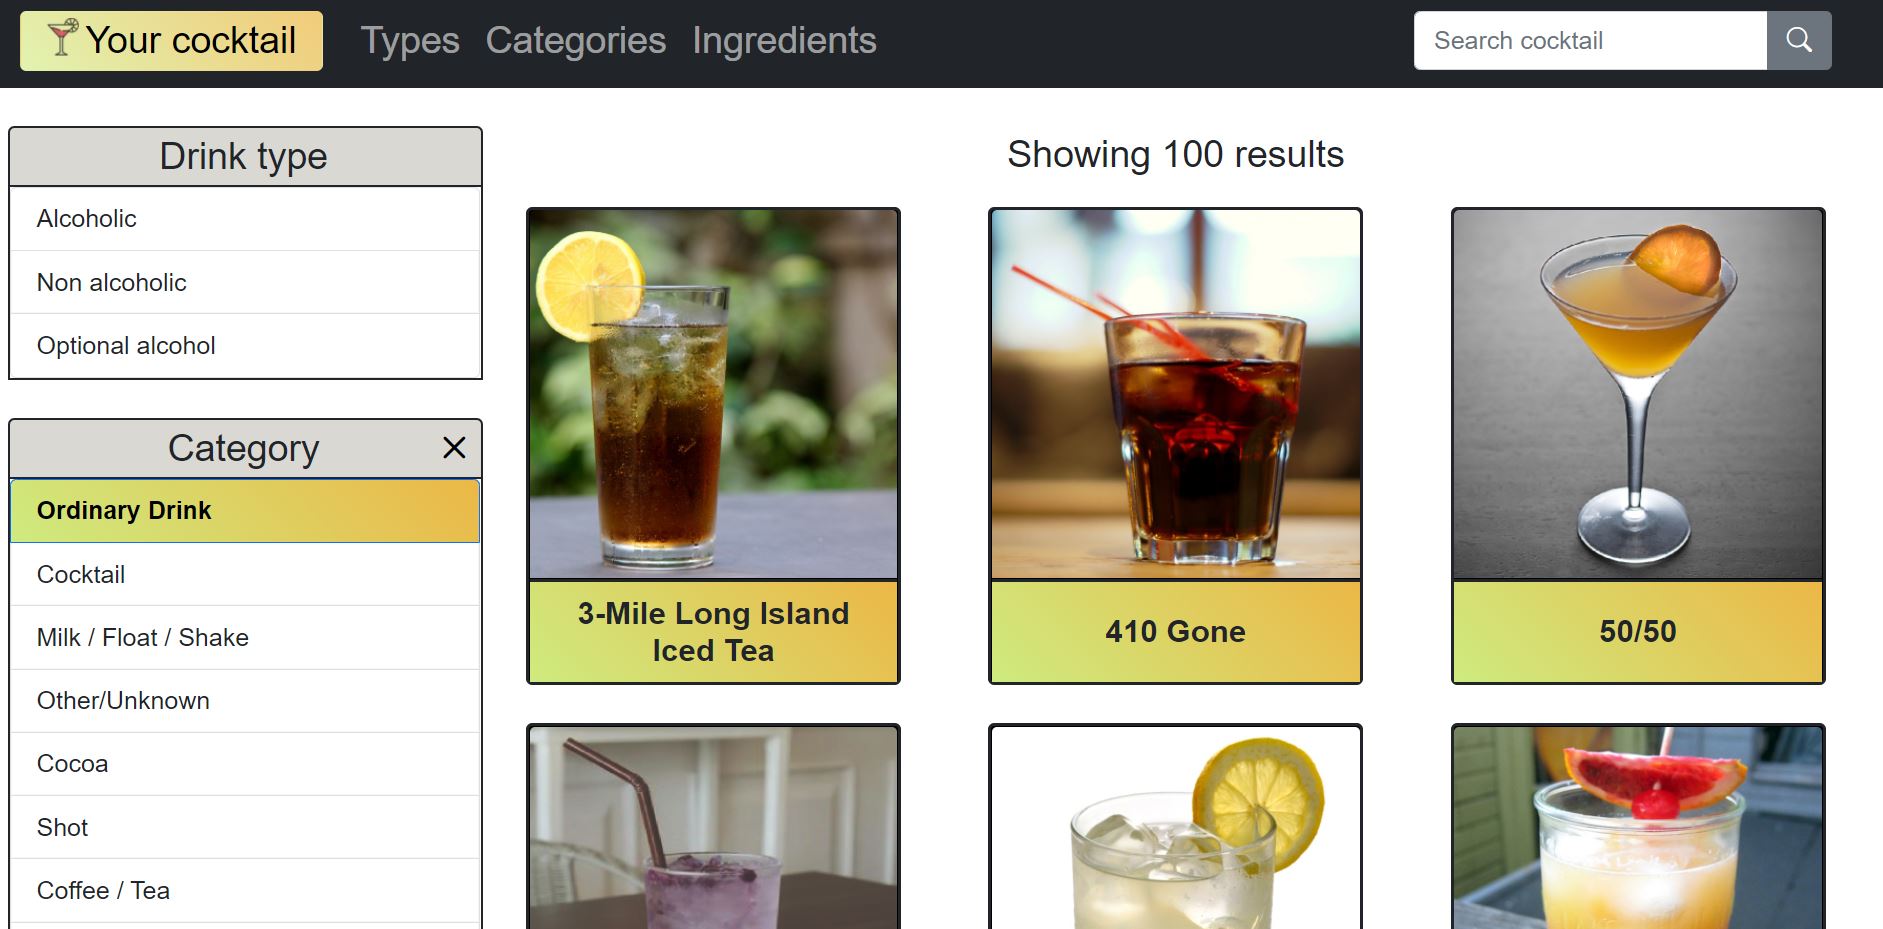 Your cocktail
Types
Categories
Ingredients
Search cocktail
Drink type
Alcoholic
Non alcoholic
Optional alcohol
Category
Ordinary Drink
Cocktail
Milk / Float / Shake
Other/Unknown
Cocoa
Shot
Coffee / Tea
Showing 100 results
3-Mile Long Island
Iced Tea
410 Gone
50/50